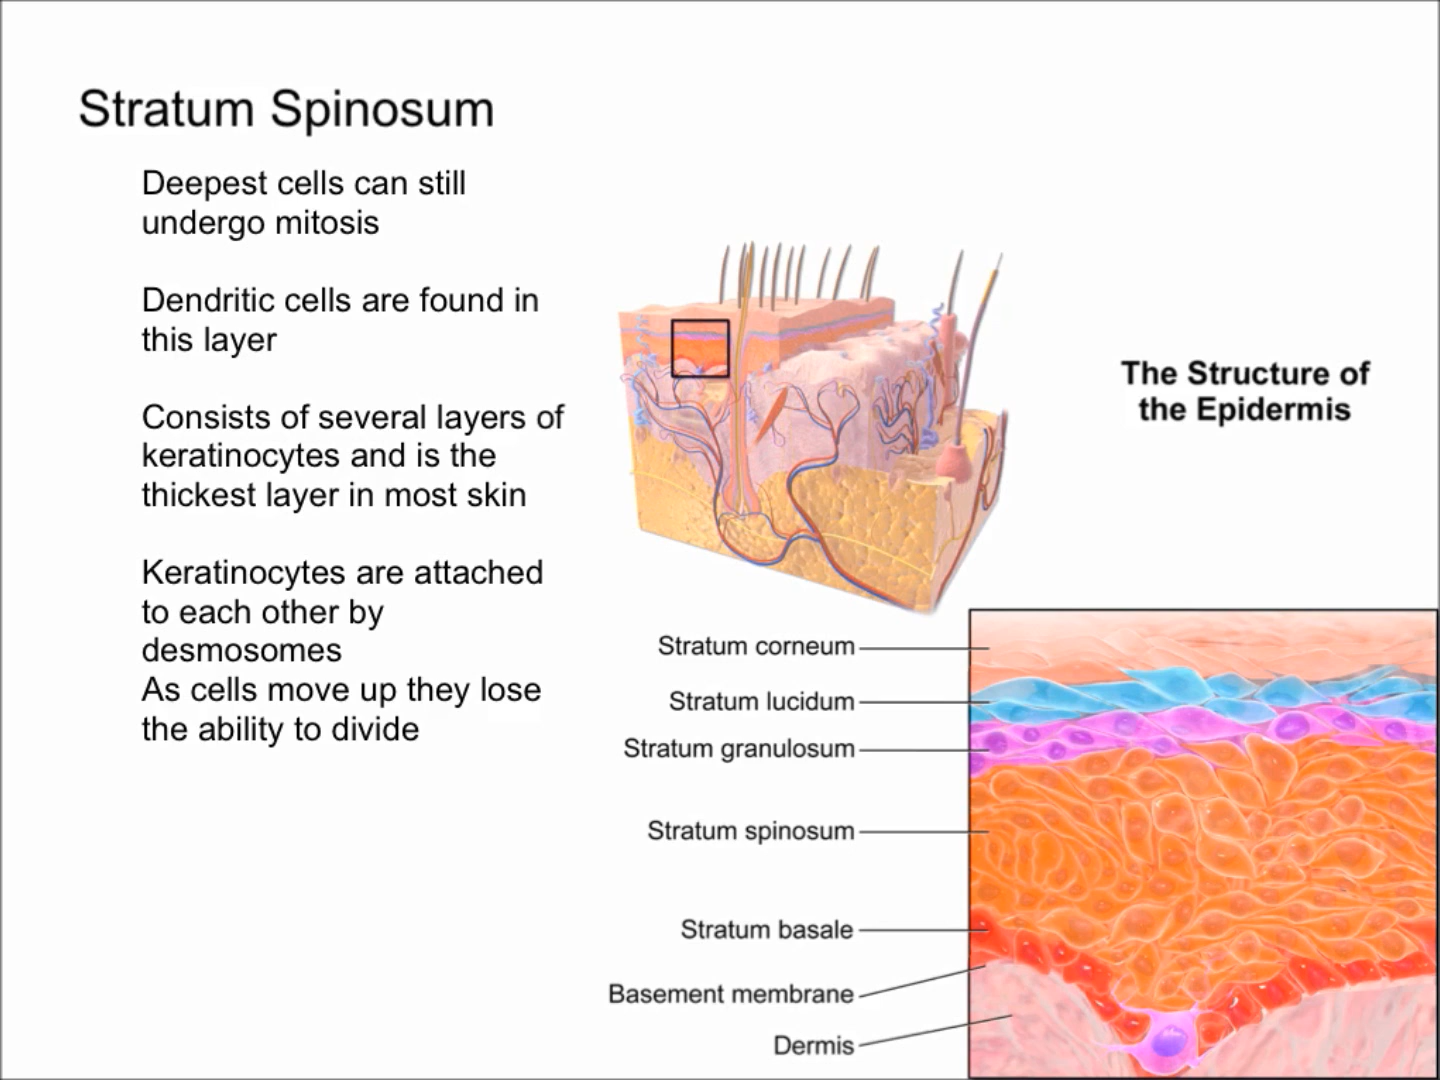 Stratum Spinosum
Deepest cells can still
undergo mitosis
Dendritic cells are found in
this layer
Consists of several layers of
keratinocytes and is the
thickest layer in most skin
Keratinocytes are attached
to each other by
desmosomes
As cells move up they lose
the ability to divide
The Structure of
the Epidermis
Stratum corneum
Stratum lucidum
Stratum granulosum
Stratum spinosum
Stratum basale
Basement membrane
Dermis